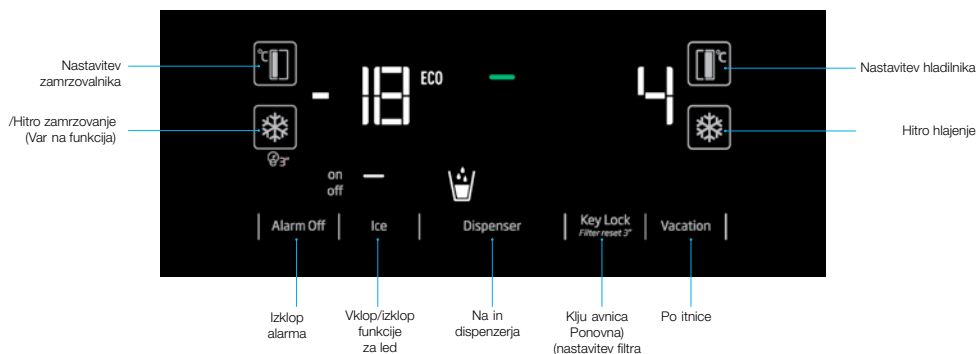 Nastavitev
zamrzovalnika
°C
- 18 ECO
4
°C
Nastavitev hladilnika
/Hitro zamrzovanje
(Var na funkcija)
Hitro hlajenje
3"
on
off
Alarm Off
Ice
Dispenser
Key Lock
Filter reset 3"
Vacation
Izklop
alarma
Vklop/izklop
funkcije
za led
Na in
dispenzerja
Klju avnica
Ponovna)
(nastavitev filtra
Po itnice